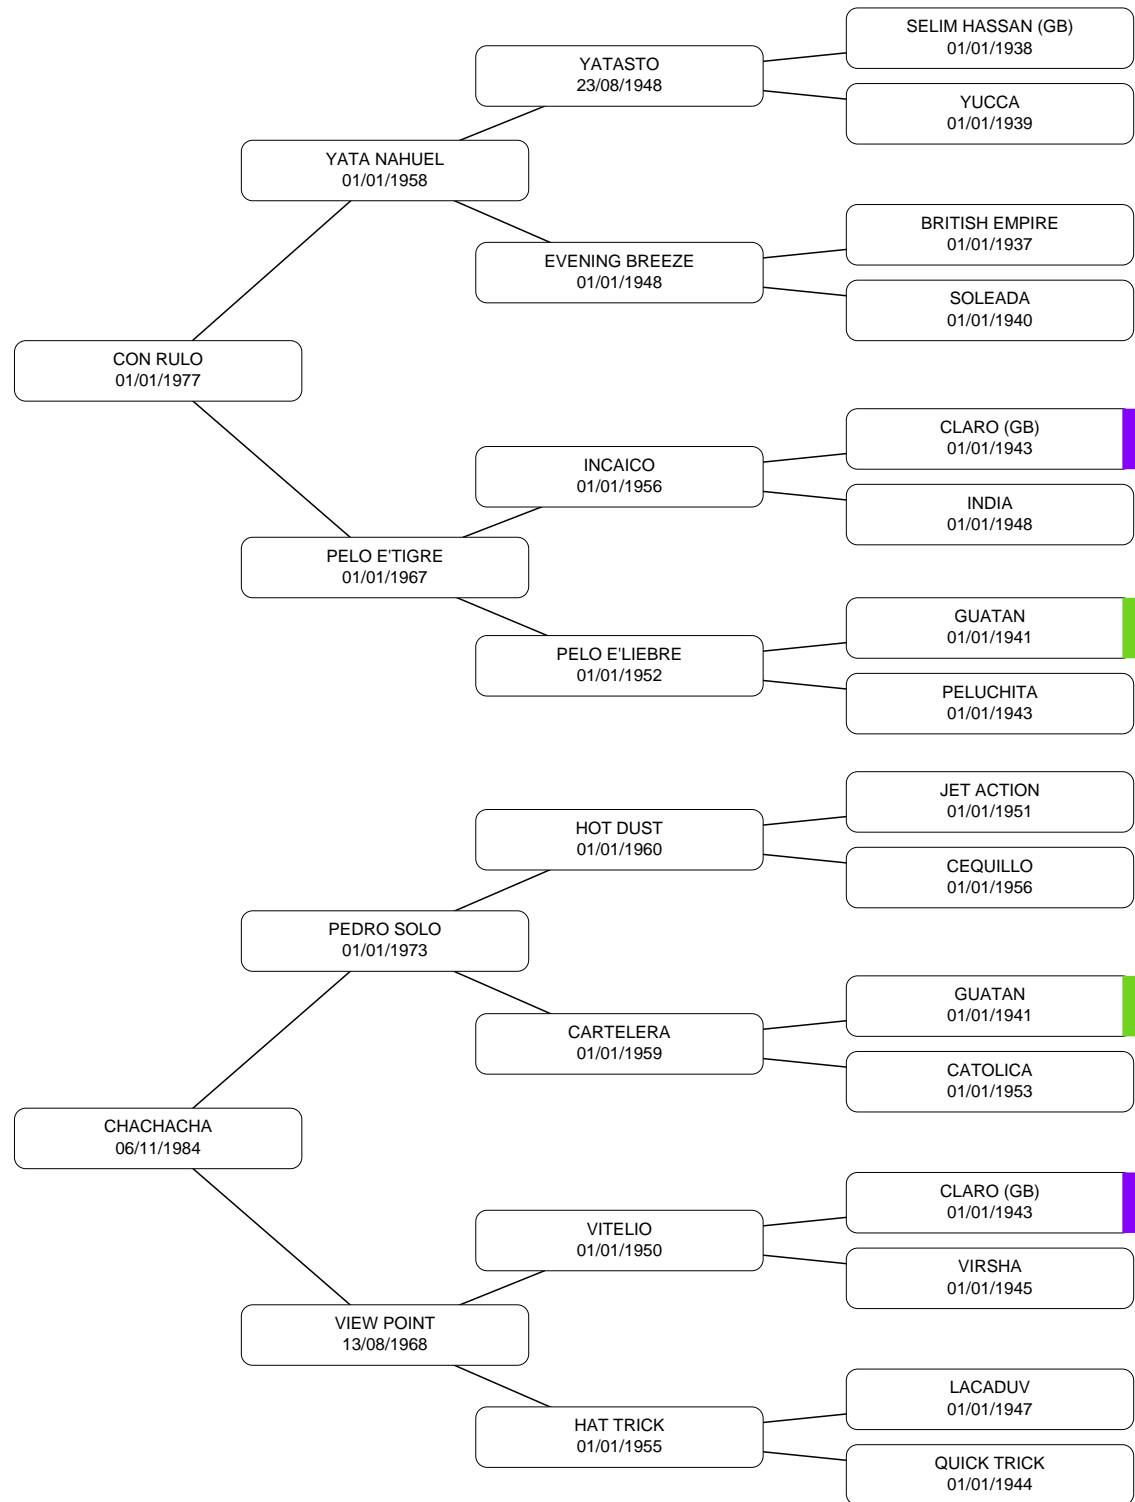 SELIM HASSAN (GB)
01/01/1938
YATASTO
23/08/1948
YUCCA
01/01/1939
YATA NAHUEL
01/01/1958
BRITISH EMPIRE
01/01/1937
EVENING BREEZE
01/01/1948
SOLEADA
01/01/1940
CON RULO
01/01/1977
CLARO (GB)
01/01/1943
INCAICO
01/01/1956
INDIA
01/01/1948
PELO E'TIGRE
01/01/1967
GUATAN
01/01/1941
PELO E'LIEBRE
01/01/1952
PELUCHITA
01/01/1943
JET ACTION
01/01/1951
HOT DUST
01/01/1960
CEQUILLO
01/01/1956
PEDRO SOLO
01/01/1973
GUATAN
01/01/1941
CARTELERA
01/01/1959
CATOLICA
01/01/1953
CHACHACHA
06/11/1984
CLARO (GB)
01/01/1943
VITELIO
01/01/1950
VIRSHA
01/01/1945
VIEW POINT
13/08/1968
LACADUV
01/01/1947
HAT TRICK
01/01/1955
QUICK TRICK
01/01/1944